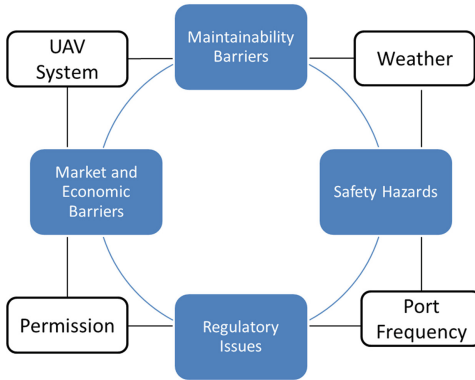 UAV
System
Maintainability
Barriers
Weather
Market and
Economic
Barriers
Safety Hazards
Permission
Regulatory
Issues
Port
Frequency